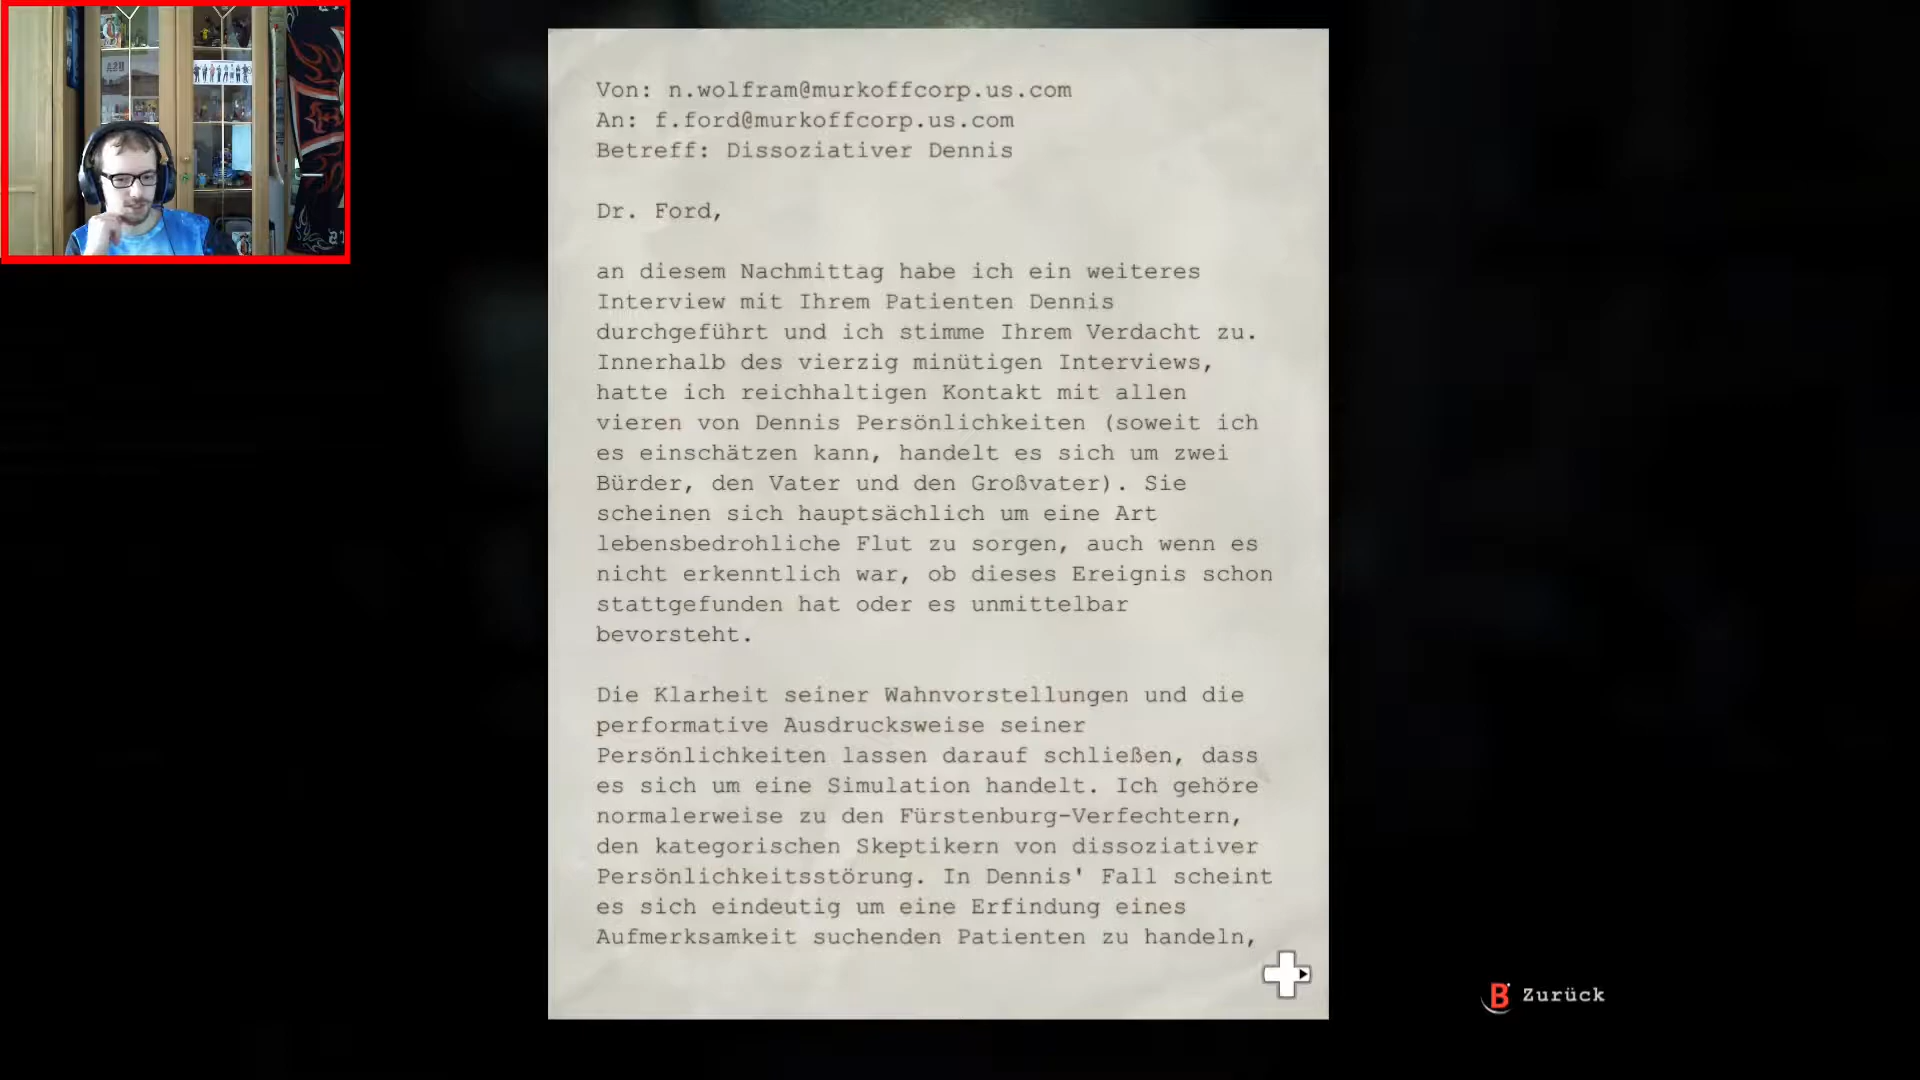 Von: n.wolfram@murkoffcorp.us.com
An: f.ford@murkoffcorp.us.com
Betreff: Dissoziativer Dennis
Dr. Ford,
an diesem Nachmittag habe ich ein weiteres
Interview mit Ihrem Patienten Dennis
durchgeführt und ich stimme Ihrem Verdacht zu.
Innerhalb des vierzig minütigen Interviews,
hatte ich reichhaltigen Kontakt mit allen
vieren von Dennis Persönlichkeiten (soweit ich
es einschätzen kann, handelt es sich um zwei
Bürder, den Vater und den Großvater). Sie
scheinen sich hauptsächlich um eine Art
lebensbedrohliche Flut zu sorgen, auch wenn es
nicht erkenntlich war, ob dieses Ereignis schon
stattgefunden hat oder es unmittelbar
bevorsteht.
Die Klarheit seiner Wahnvorstellungen und die
performative Ausdrucksweise seiner
Persönlichkeiten lassen darauf schließen, dass
es sich um eine Simulation handelt. Ich gehöre
normalerweise zu den Fürstenburg-Verfechtern,
den kategorischen Skeptikern von dissoziativer
Persönlichkeitsstörung. In Dennis' Fall scheint
es sich eindeutig um eine Erfindung eines
Aufmerksamkeit suchenden Patienten zu handeln,
B Zurück